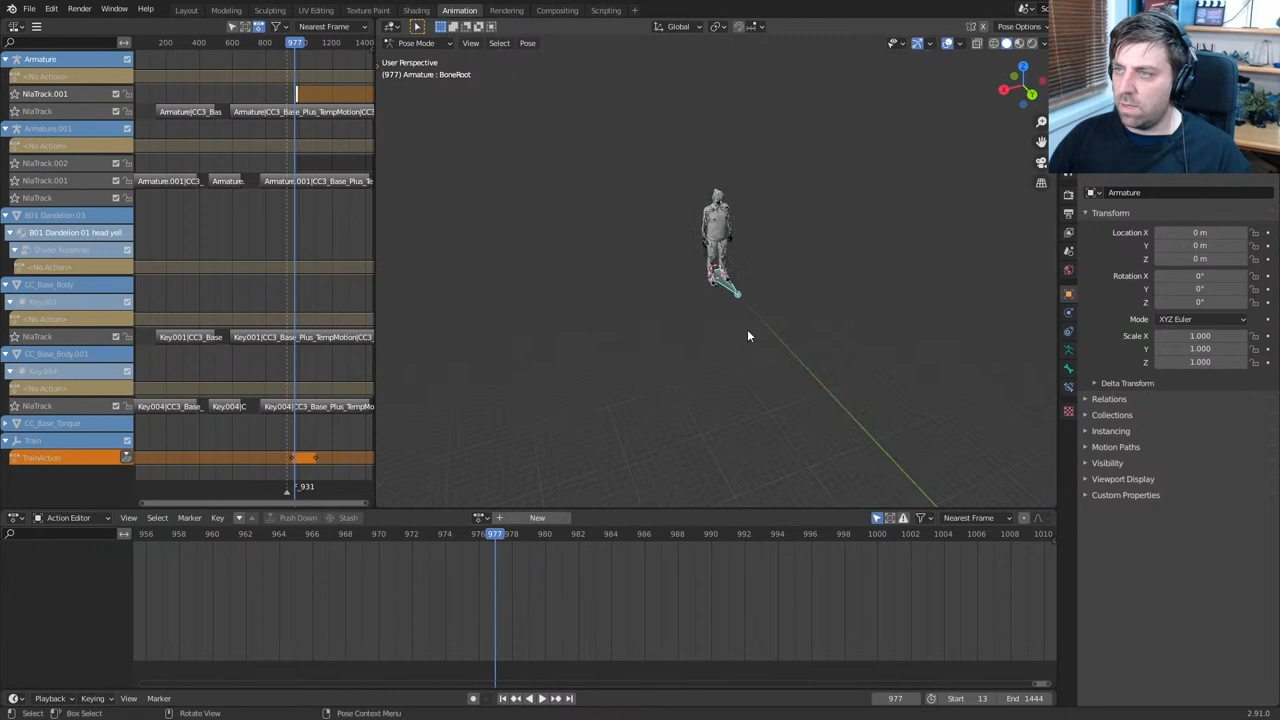 File Edit Render Window Help Layout Modeling Sculpting UV Editing Texture Paint Shading Animation Rendering Compositing Scripting
Nearest Frame Global Pose Options
200 400 600 800 977 1200 1400 Pose Mode View Select Pose
Armature
<No Action>
NlaTrack.001
NlaTrack Armature|CC3_Bas Armature|CC3_Base_Plus_TempMotion|CC3
Armature.001
<No Action>
NlaTrack.002
NlaTrack.001 Armature.001|CC3_ Armature. Armature.001|CC3_Base_Plus_Te
NlaTrack
B01 Dandelion 03
B01 Dandelion 01 head yell
Shader Nodetree
<No Action>
CC_Base_Body
Key.001
<No Action>
NlaTrack Key.001|CC3_Base Key.001|CC3_Base_Plus_TempMotion|CC3
CC_Base_Body.001
Key.004
<No Action>
NlaTrack Key.004|CC3_Base_ Key.004|C Key.004|CC3_Base_Plus_TempMo
CC_Base_Tongue
Train
TrainAction
F_931
User Perspective
(977) Armature : BoneRoot
X Y Z
Armature
Transform
Location X 0 m
Y 0 m
Z 0 m
Rotation X 0°
Y 0°
Z 0°
Mode XYZ Euler
Scale X 1.000
Y 1.000
Z 1.000
Delta Transform
Relations
Collections
Instancing
Motion Paths
Visibility
Viewport Display
Custom Properties
Action Editor View Select Marker Key Push Down Stash New Nearest Frame
956 958 960 962 964 966 968 970 972 974 976 977 978 980 982 984 986 988 990 992 994 996 998 1000 1002 1004 1006 1008 1010
Playback Keying View Marker 977 Start 13 End 1444
Select Box Select Rotate View Pose Context Menu 2.91.0